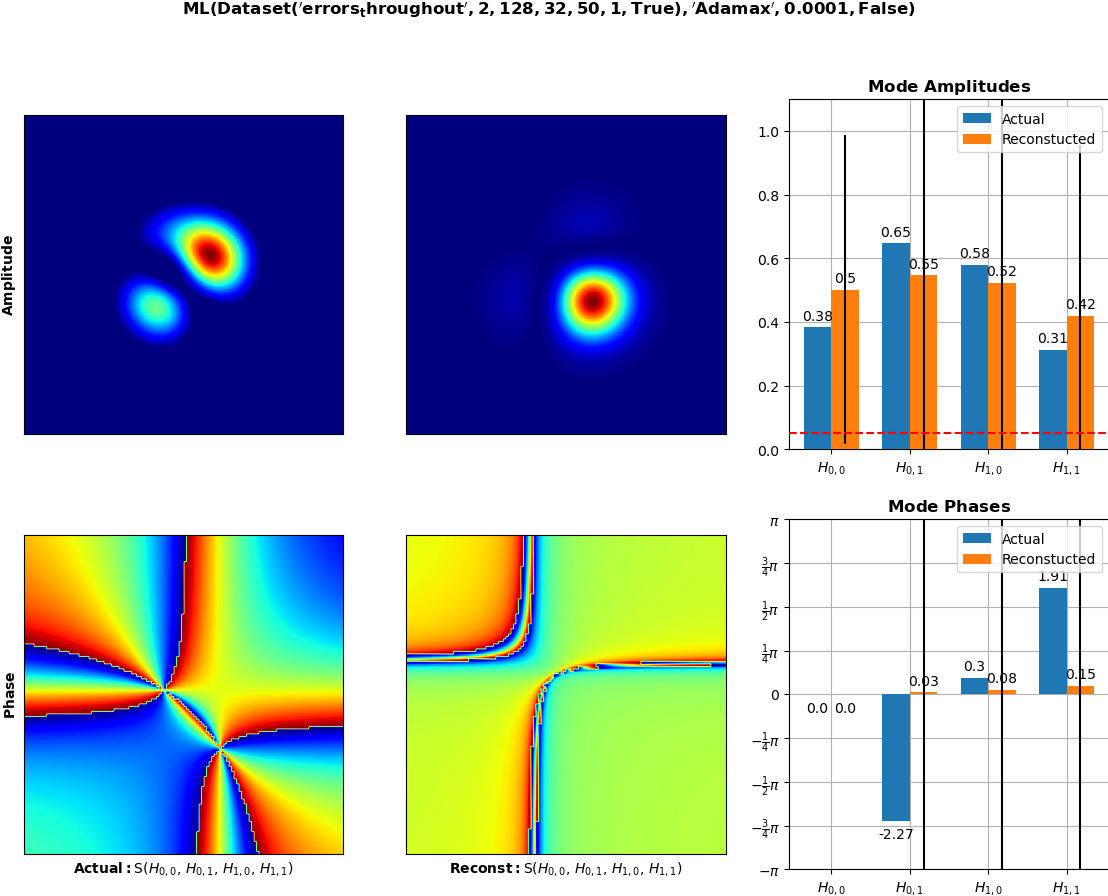 ML(Dataset('errors_throughout', 2, 128, 32, 50, 1, True), 'Adamax', 0.0001, False)
Mode Amplitudes
Amplitude
Actual
Reconstucted
1.0
0.8
0.6
0.4
0.2
0.0
0.38
0.5
0.65
0.55
0.58
0.52
0.31
0.42
H0,0
H0,1
H1,0
H1,1
Mode Phases
Phase
Actual
Reconstucted
π
3/4π
1/2π
1/4π
0
−1/4π
−1/2π
−3/4π
−π
0.0
0.0
-2.27
0.03
0.3
0.08
1.91
0.15
H0,0
H0,1
H1,0
H1,1
Actual: S(H0,0, H0,1, H1,0, H1,1)
Reconst: S(H0,0, H0,1, H1,0, H1,1)